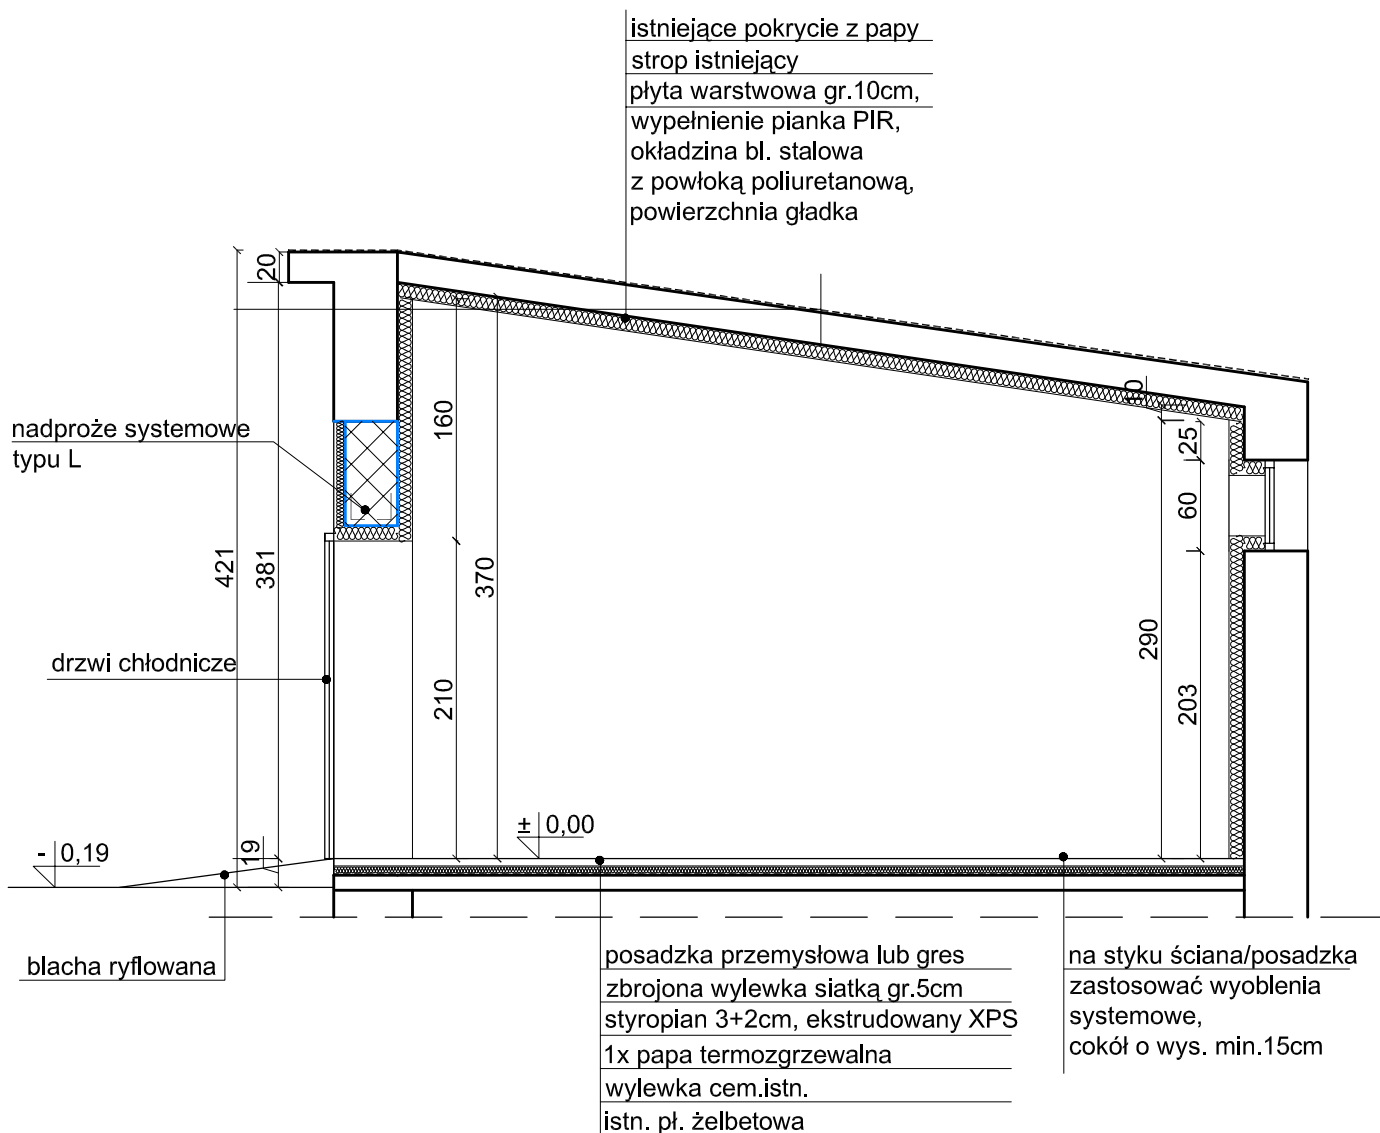 istniejące pokrycie z papy
strop istniejący
płyta warstwowa gr.10cm,
wypełnienie pianka PIR,
okładzina bl. stalowa
z powłoką poliuretanową,
powierzchnia gładka
20
10
nadproże systemowe
typu L
160
25
60
421
381
370
290
drzwi chłodnicze
210
203
± 0,00
- 0,19
19
blacha ryflowana
posadzka przemysłowa lub gres
zbrojona wylewka siatką gr.5cm
styropian 3+2cm, ekstrudowany XPS
1x papa termozgrzewalna
wylewka cem.istn.
istn. pł. żelbetowa
na styku ściana/posadzka
zastosować wyoblenia
systemowe,
cokół o wys. min.15cm